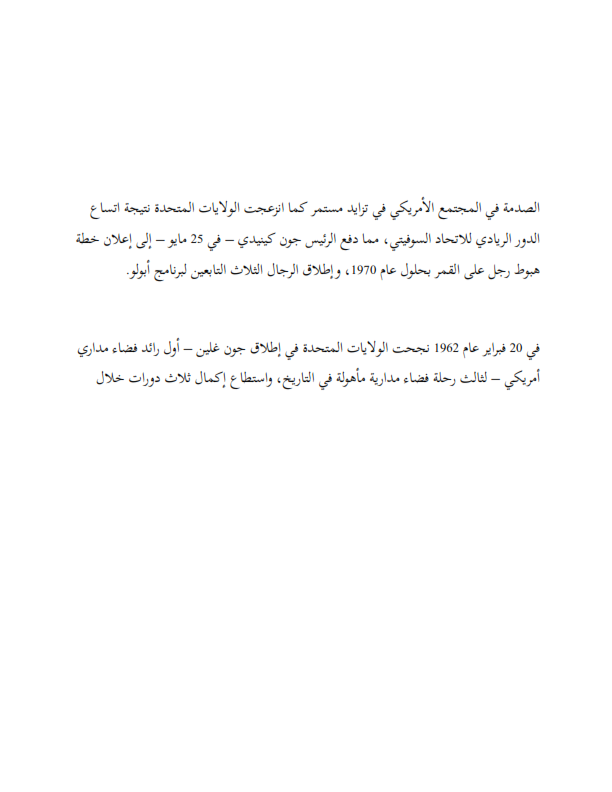 الصدمة في المجتمع الأمريكي في تزايد مستمر كما انزعجت الولايات المتحدة نتيجة اتساع
الدور الريادي للاتحاد السوفيتي، مما دفع الرئيس جون كينيدي – في 25 مايو – إلى إعلان خطة
هبوط رجل على القمر بحلول عام 1970، وإطلاق الرجال الثلاث التابعين لبرنامج أبولو.
في 20 فبراير عام 1962 نجحت الولايات المتحدة في إطلاق جون غلين – أول رائد فضاء مداري
أمريكي – لثالث رحلة فضاء مدارية مأهولة في التاريخ، واستطاع إكمال ثلاث دورات خلال